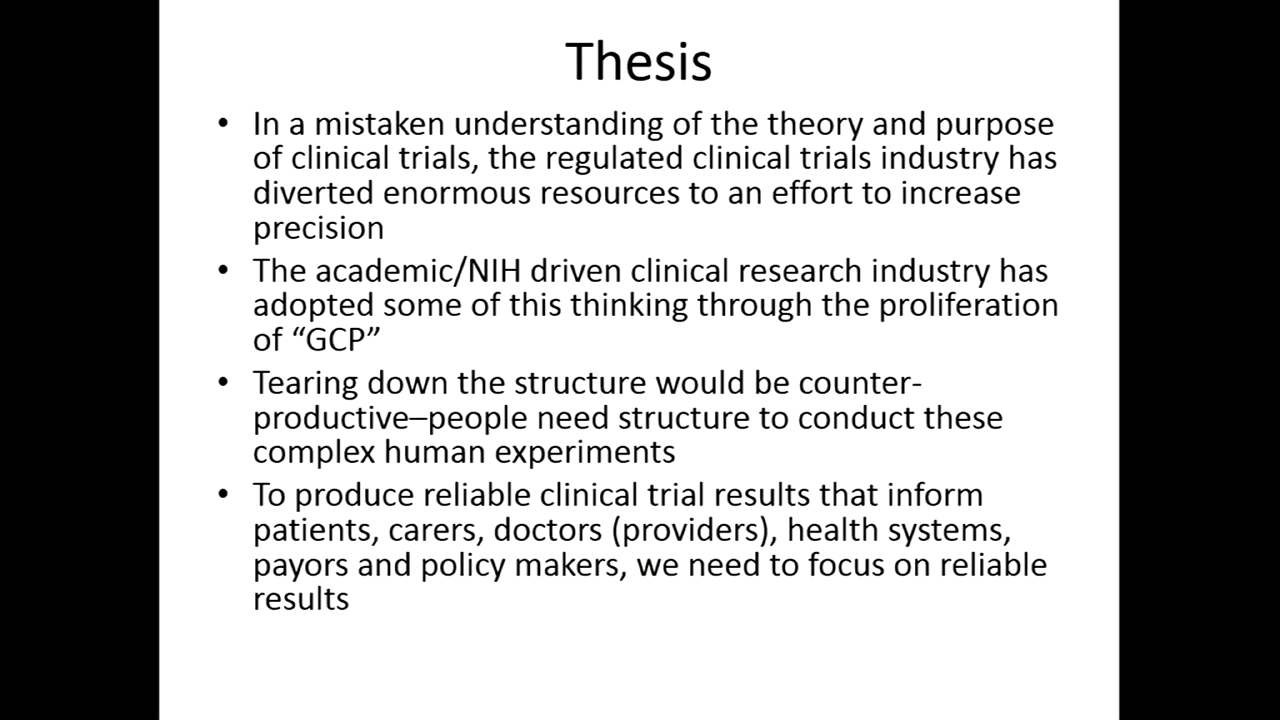 Thesis
• In a mistaken understanding of the theory and purpose
of clinical trials, the regulated clinical trials industry has
diverted enormous resources to an effort to increase
precision
• The academic/NIH driven clinical research industry has
adopted some of this thinking through the proliferation
of “GCP”
• Tearing down the structure would be counter-
productive–people need structure to conduct these
complex human experiments
• To produce reliable clinical trial results that inform
patients, carers, doctors (providers), health systems,
payors and policy makers, we need to focus on reliable
results